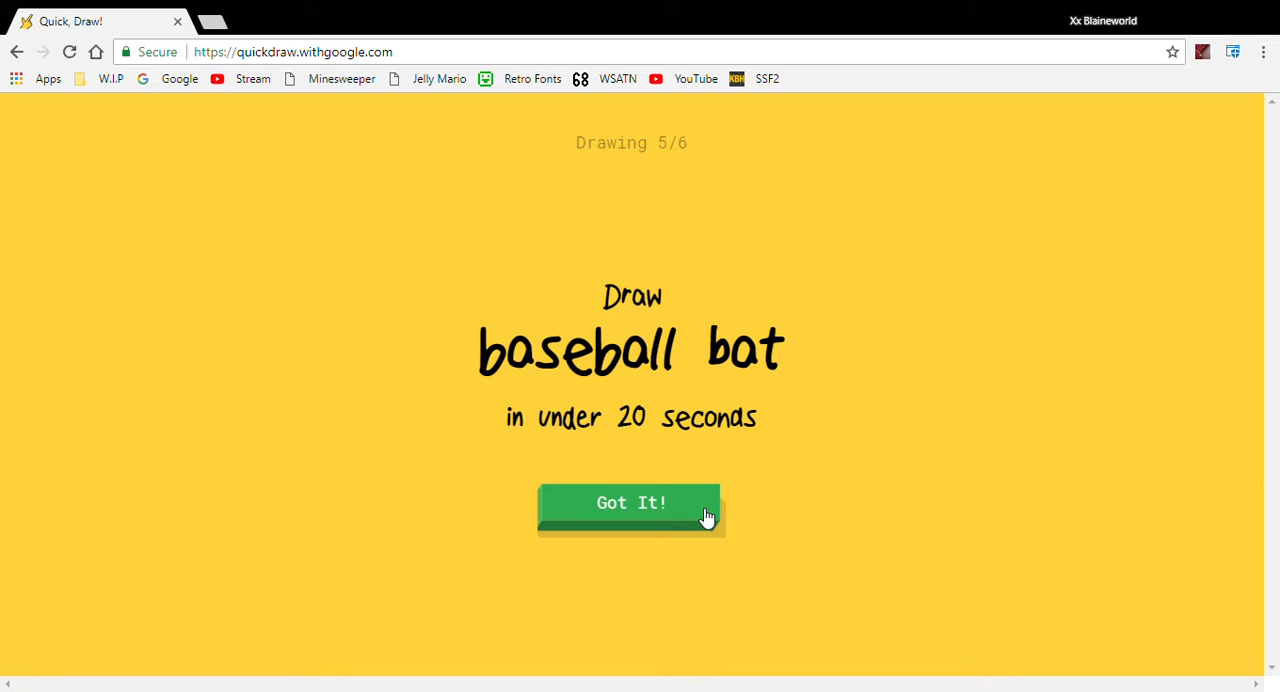 Quick, Draw!
Xx Blaineworld
Secure https://quickdraw.withgoogle.com
Apps W.I.P Google Stream Minesweeper Jelly Mario Retro Fonts 68 WSATN YouTube KBH SSF2
Drawing 5/6
Draw
baseball bat
in under 20 seconds
Got It!